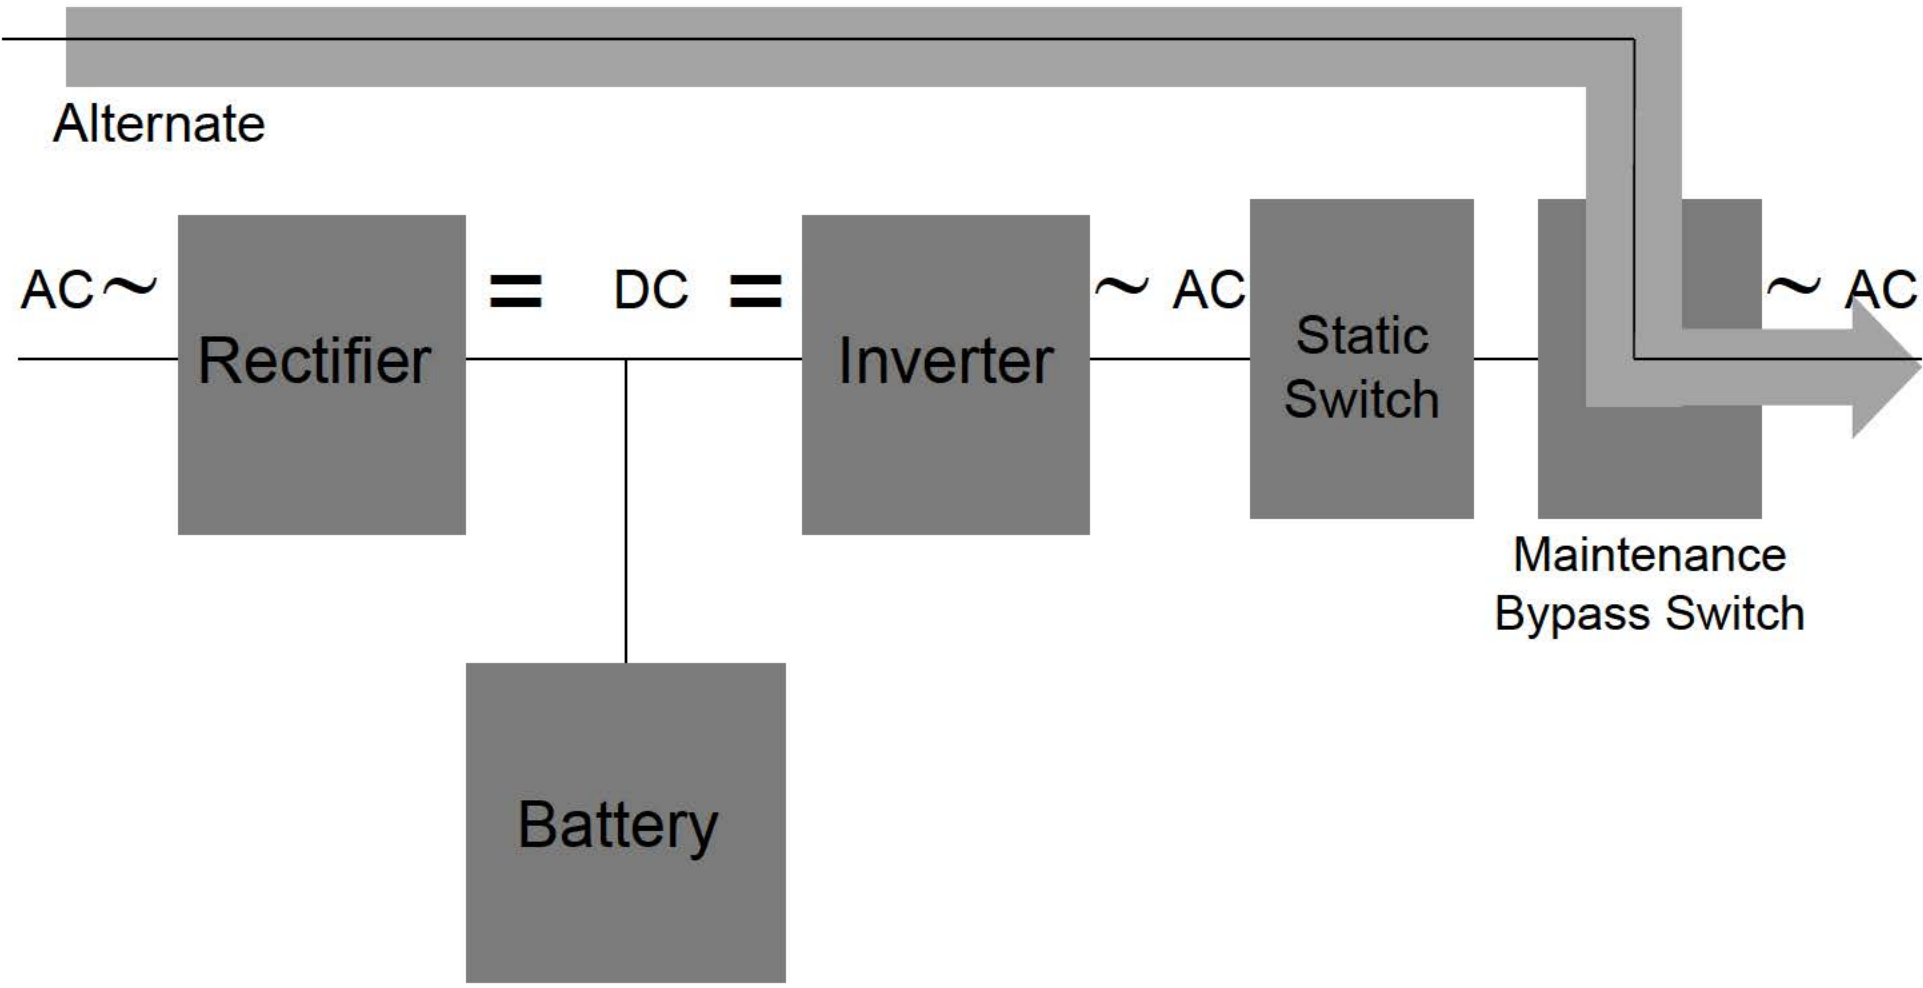 Alternate
AC ~ = DC = ~ AC ~ AC
Rectifier
Inverter
Static
Switch
Maintenance
Bypass Switch
Battery